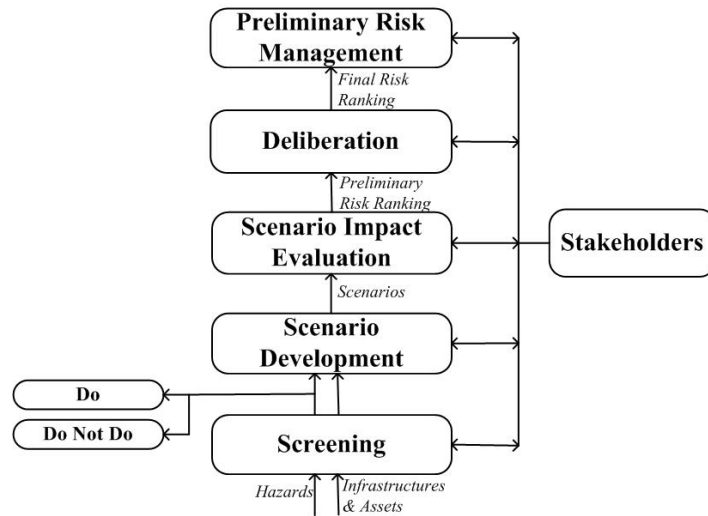 Preliminary Risk
Management
Final Risk
Ranking
Deliberation
Preliminary
Risk Ranking
Scenario Impact
Evaluation
Stakeholders
Scenarios
Scenario
Development
Do
Do Not Do
Screening
Hazards
Infrastructures
& Assets